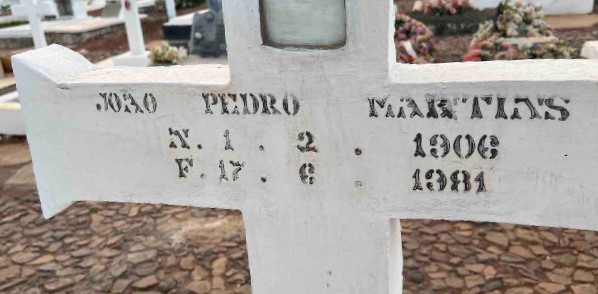 JOÃO PEDRO MARTINS
N. 1 . 2 . 1906
F. 17 . 6 . 1981